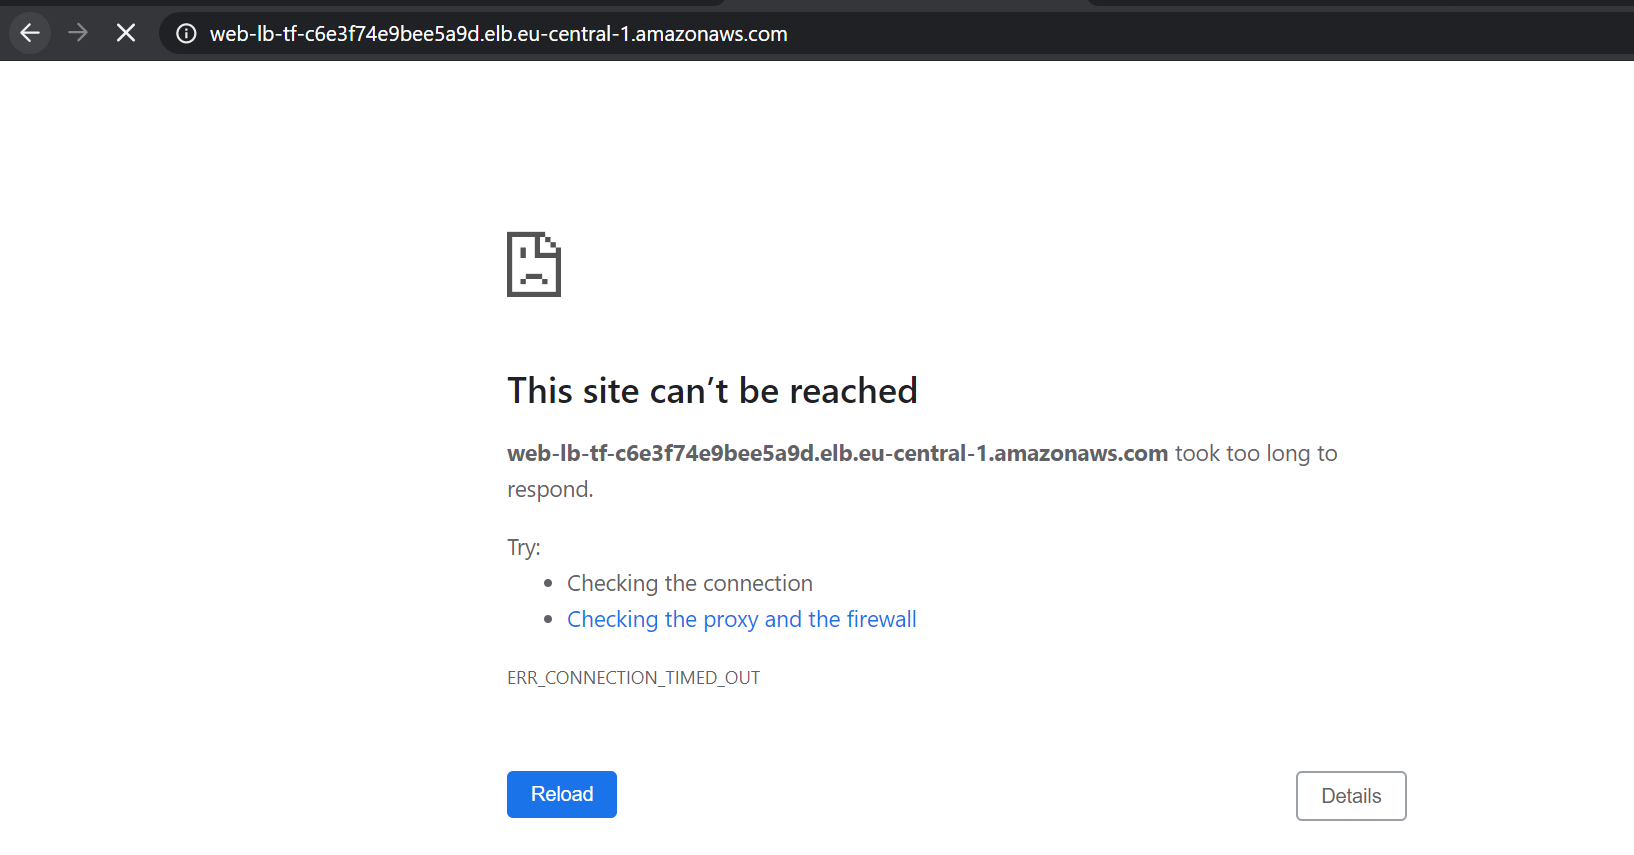 web-lb-tf-c6e3f74e9bee5a9d.elb.eu-central-1.amazonaws.com
This site can’t be reached
web-lb-tf-c6e3f74e9bee5a9d.elb.eu-central-1.amazonaws.com took too long to
respond.
Try:
• Checking the connection
• Checking the proxy and the firewall
ERR_CONNECTION_TIMED_OUT
Reload
Details